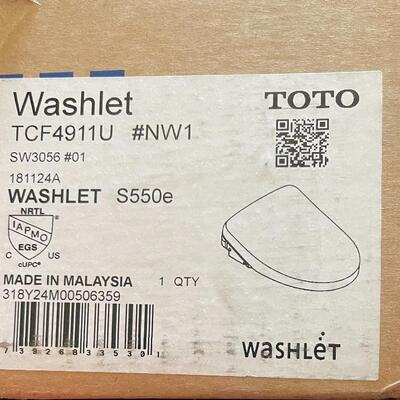 Washlet
TOTO
TCF4911U #NW1
SW3056 #01
181124A
WASHLET S550e
NRTL
IAPMO
EGS
C US
cUPC®
MADE IN MALAYSIA 1 QTY
318Y24M00506359
739268335301
WASHLET